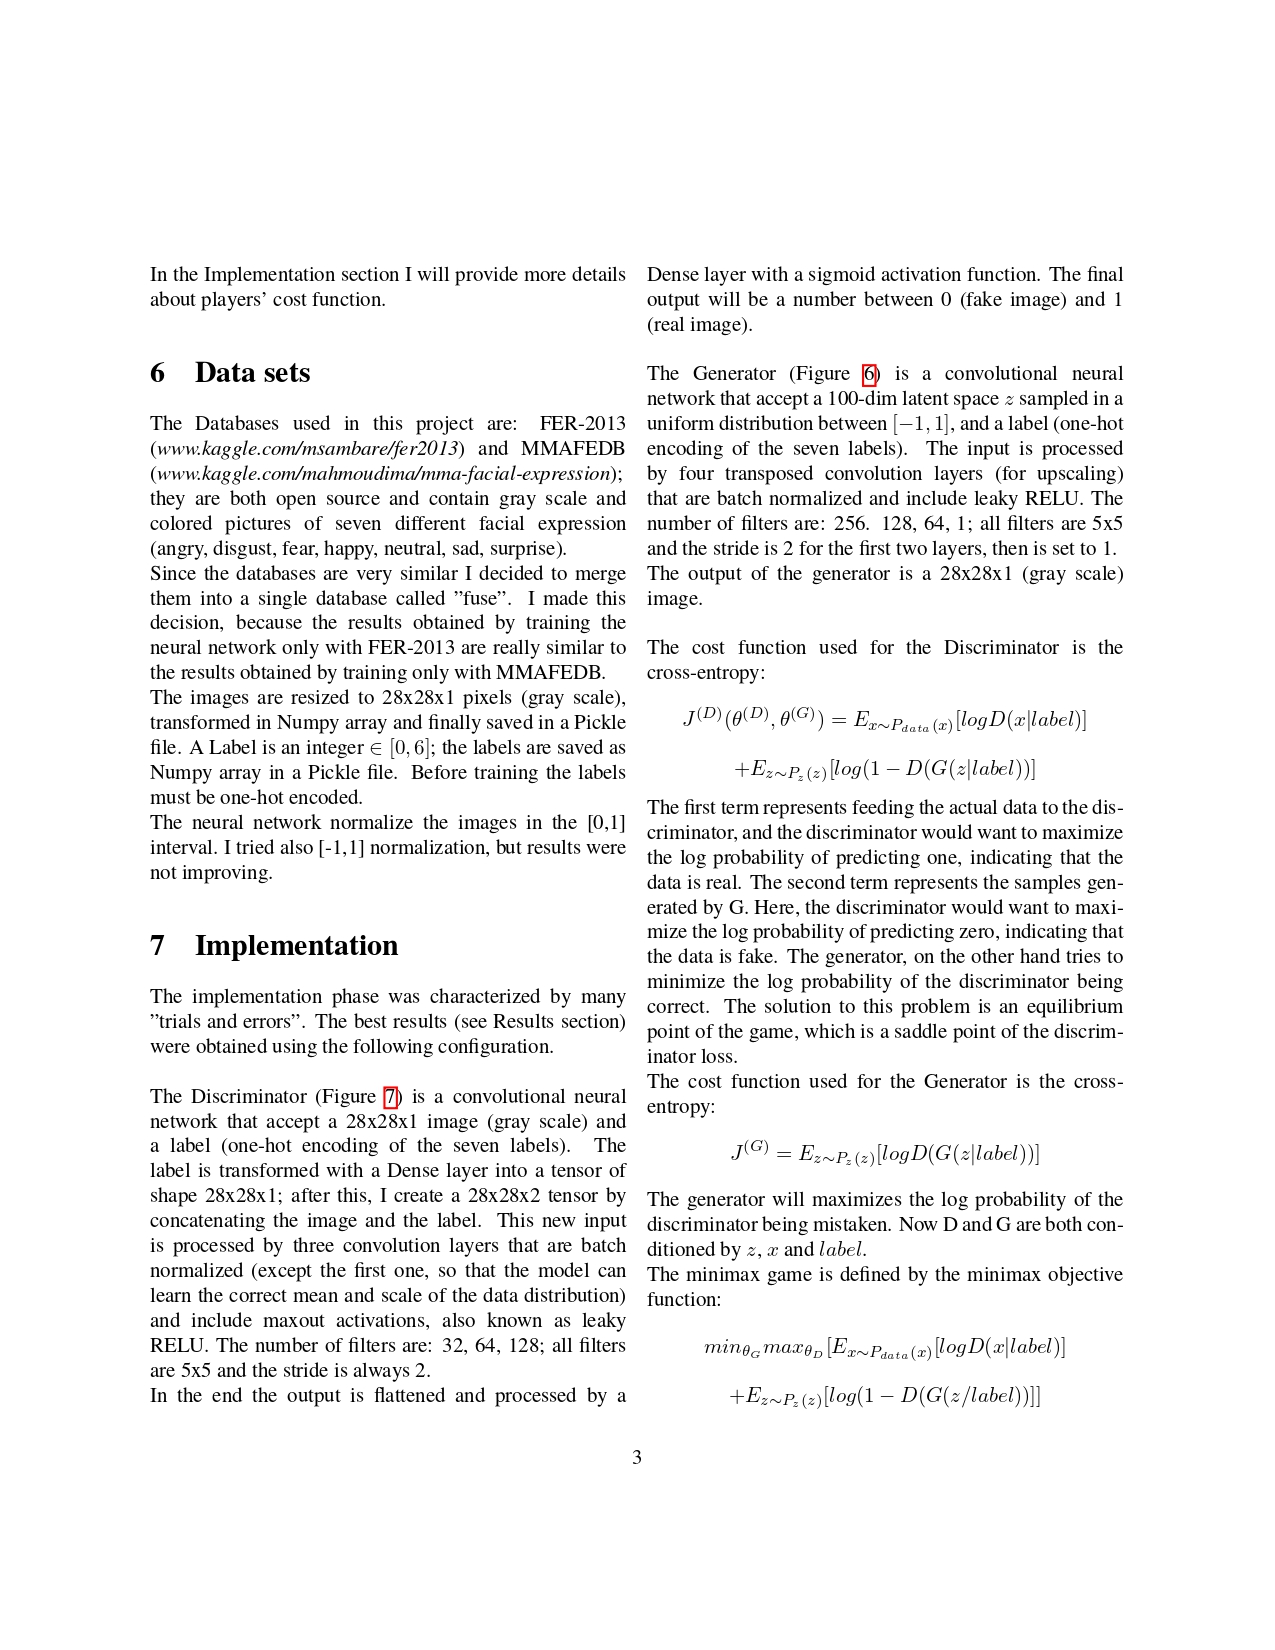 In the Implementation section I will provide more details
about players’ cost function.
6 Data sets
The Databases used in this project are: FER-2013
(www.kaggle.com/msambare/fer2013) and MMAFEDB
(www.kaggle.com/mahmoudima/mma-facial-expression);
they are both open source and contain gray scale and
colored pictures of seven different facial expression
(angry, disgust, fear, happy, neutral, sad, surprise).
Since the databases are very similar I decided to merge
them into a single database called ”fuse”. I made this
decision, because the results obtained by training the
neural network only with FER-2013 are really similar to
the results obtained by training only with MMAFEDB.
The images are resized to 28x28x1 pixels (gray scale),
transformed in Numpy array and finally saved in a Pickle
file. A Label is an integer ∈ [0, 6]; the labels are saved as
Numpy array in a Pickle file. Before training the labels
must be one-hot encoded.
The neural network normalize the images in the [0,1]
interval. I tried also [-1,1] normalization, but results were
not improving.
7 Implementation
The implementation phase was characterized by many
”trials and errors”. The best results (see Results section)
were obtained using the following configuration.
The Discriminator (Figure 7) is a convolutional neural
network that accept a 28x28x1 image (gray scale) and
a label (one-hot encoding of the seven labels). The
label is transformed with a Dense layer into a tensor of
shape 28x28x1; after this, I create a 28x28x2 tensor by
concatenating the image and the label. This new input
is processed by three convolution layers that are batch
normalized (except the first one, so that the model can
learn the correct mean and scale of the data distribution)
and include maxout activations, also known as leaky
RELU. The number of filters are: 32, 64, 128; all filters
are 5x5 and the stride is always 2.
In the end the output is flattened and processed by a
Dense layer with a sigmoid activation function. The final
output will be a number between 0 (fake image) and 1
(real image).
The Generator (Figure 6) is a convolutional neural
network that accept a 100-dim latent space z sampled in a
uniform distribution between [−1, 1], and a label (one-hot
encoding of the seven labels). The input is processed
by four transposed convolution layers (for upscaling)
that are batch normalized and include leaky RELU. The
number of filters are: 256. 128, 64, 1; all filters are 5x5
and the stride is 2 for the first two layers, then is set to 1.
The output of the generator is a 28x28x1 (gray scale)
image.
The cost function used for the Discriminator is the
cross-entropy:
J^{(D)}(θ^{(D)}, θ^{(G)}) = E_{x∼P_{data}(x)}[logD(x|label)]
+E_{z∼P_z(z)}[log(1 − D(G(z|label))]
The first term represents feeding the actual data to the dis-
criminator, and the discriminator would want to maximize
the log probability of predicting one, indicating that the
data is real. The second term represents the samples gen-
erated by G. Here, the discriminator would want to maxi-
mize the log probability of predicting zero, indicating that
the data is fake. The generator, on the other hand tries to
minimize the log probability of the discriminator being
correct. The solution to this problem is an equilibrium
point of the game, which is a saddle point of the discrim-
inator loss.
The cost function used for the Generator is the cross-
entropy:
J^{(G)} = E_{z∼P_z(z)}[logD(G(z|label))]
The generator will maximizes the log probability of the
discriminator being mistaken. Now D and G are both con-
ditioned by z, x and label.
The minimax game is defined by the minimax objective
function:
min_{θ_G}max_{θ_D}[E_{x∼P_{data}(x)}[logD(x|label)]
+E_{z∼P_z(z)}[log(1 − D(G(z/label))]]
3